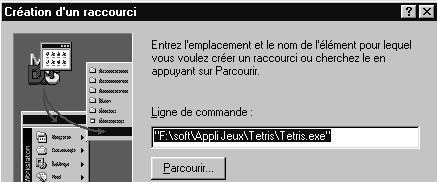 Création d'un raccourci
Entrez l'emplacement et le nom de l'élément pour lequel
vous voulez créer un raccourci ou cherchez le en
appuyant sur Parcourir.
Ligne de commande :
"F:\soft\Appli Jeux\Tetris\Tetris.exe"
Parcourir...